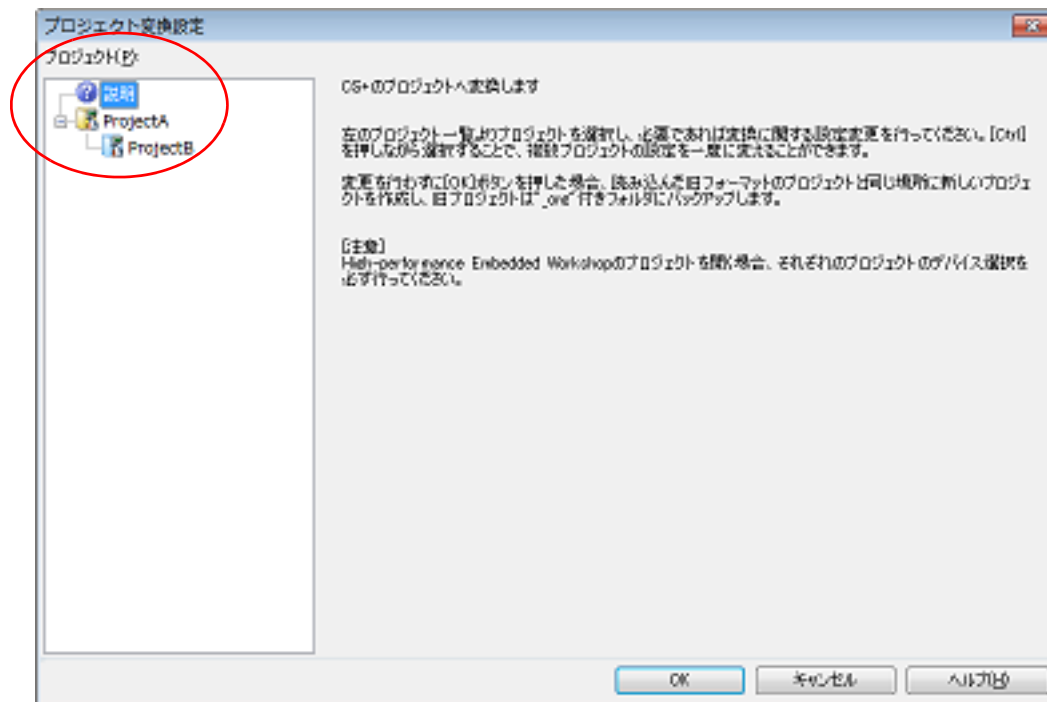 プロジェクト変換設定
プロジェクト(P):
説明
ProjectA
ProjectB
CS+のプロジェクトへ変換します
左のプロジェクト一覧よりプロジェクトを選択し、必要であれば変換に関する設定変更を行ってください。[Ctrl]
を押しながら選択することで、複数プロジェクトの設定を一度に変えることができます。
変更を行わずに[OK]ボタンを押した場合、読み込んだ旧フォーマットのプロジェクトと同じ場所に新しいプロジェ
クトを作成し、旧プロジェクトは"_org"付きフォルダにバックアップします。
[注意]
High-performance Embedded Workshopのプロジェクトを開く場合、それぞれのプロジェクトのデバイス選択を
必ず行ってください。
OK
キャンセル
ヘルプ(H)